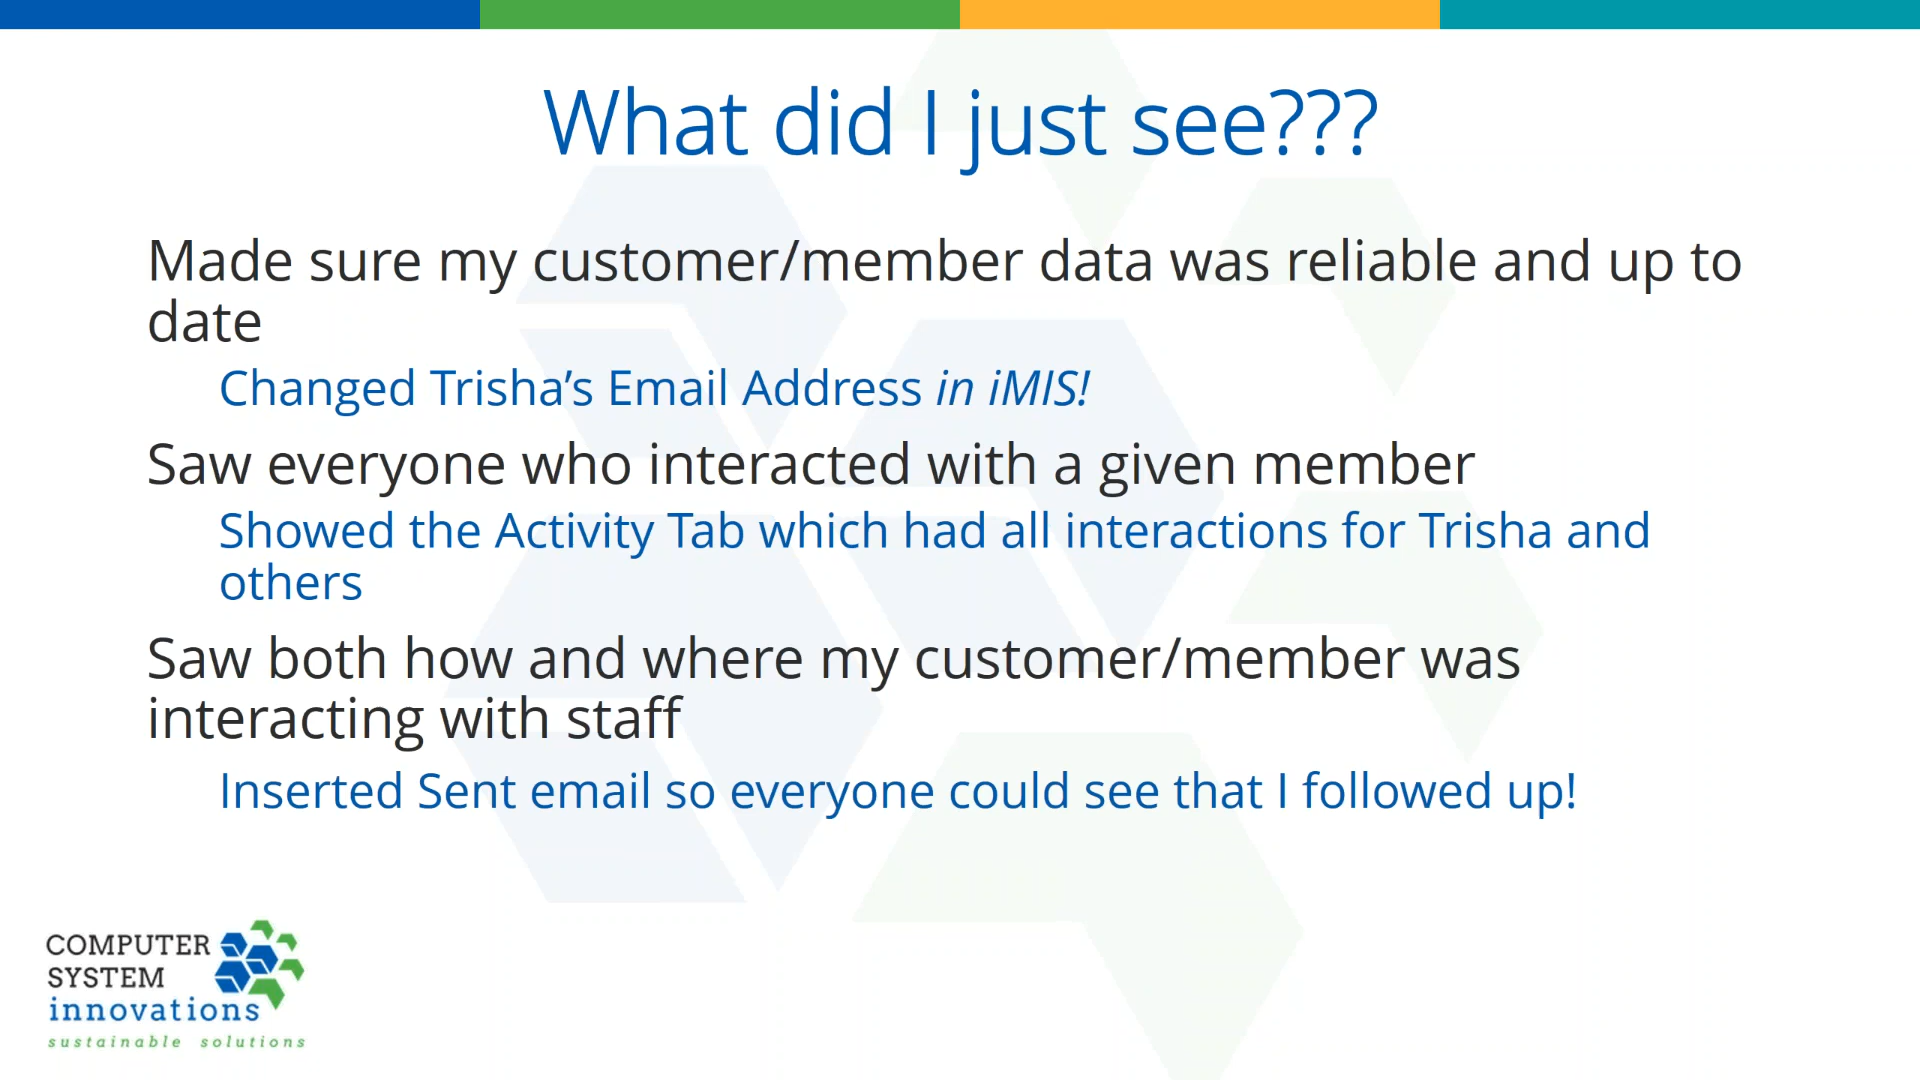 What did I just see???
Made sure my customer/member data was reliable and up to
date
Changed Trisha’s Email Address in iMIS!
Saw everyone who interacted with a given member
Showed the Activity Tab which had all interactions for Trisha and
others
Saw both how and where my customer/member was
interacting with staff
Inserted Sent email so everyone could see that I followed up!
COMPUTER
SYSTEM
innovations
sustainable solutions